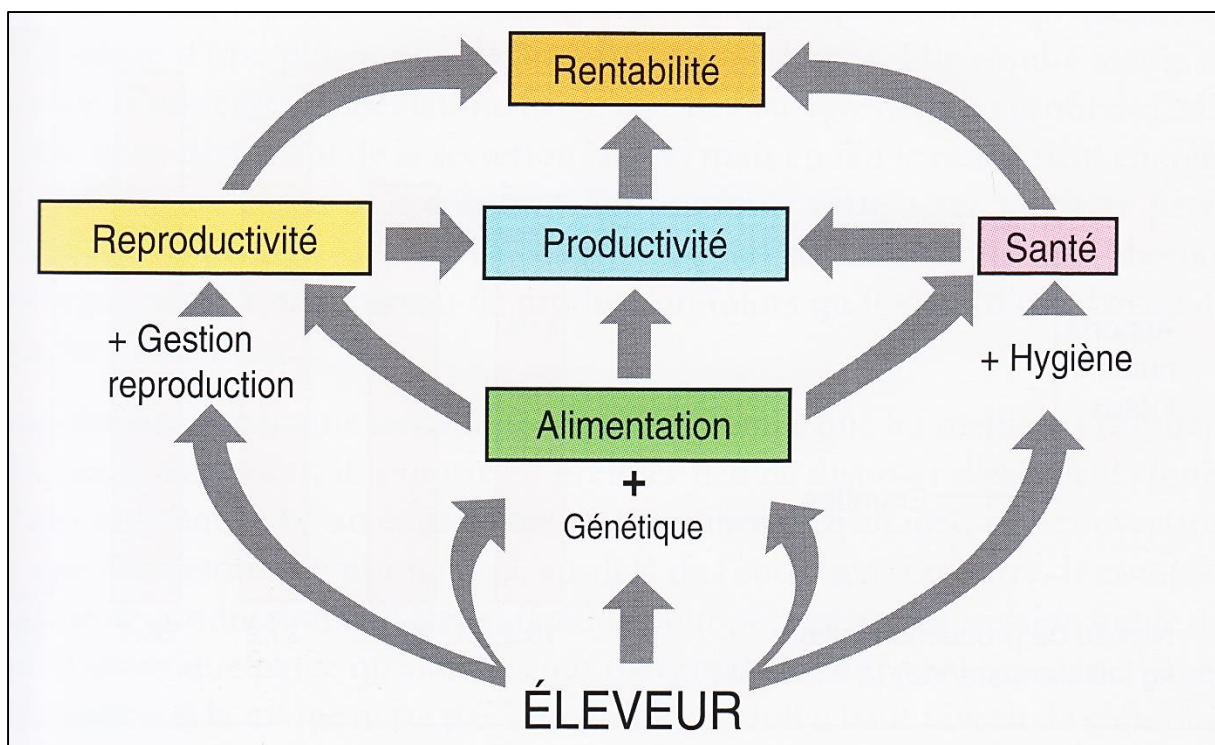 Rentabilité
Reproductivité
Productivité
Santé
+ Gestion
reproduction
+ Hygiène
Alimentation
+
Génétique
ÉLEVEUR